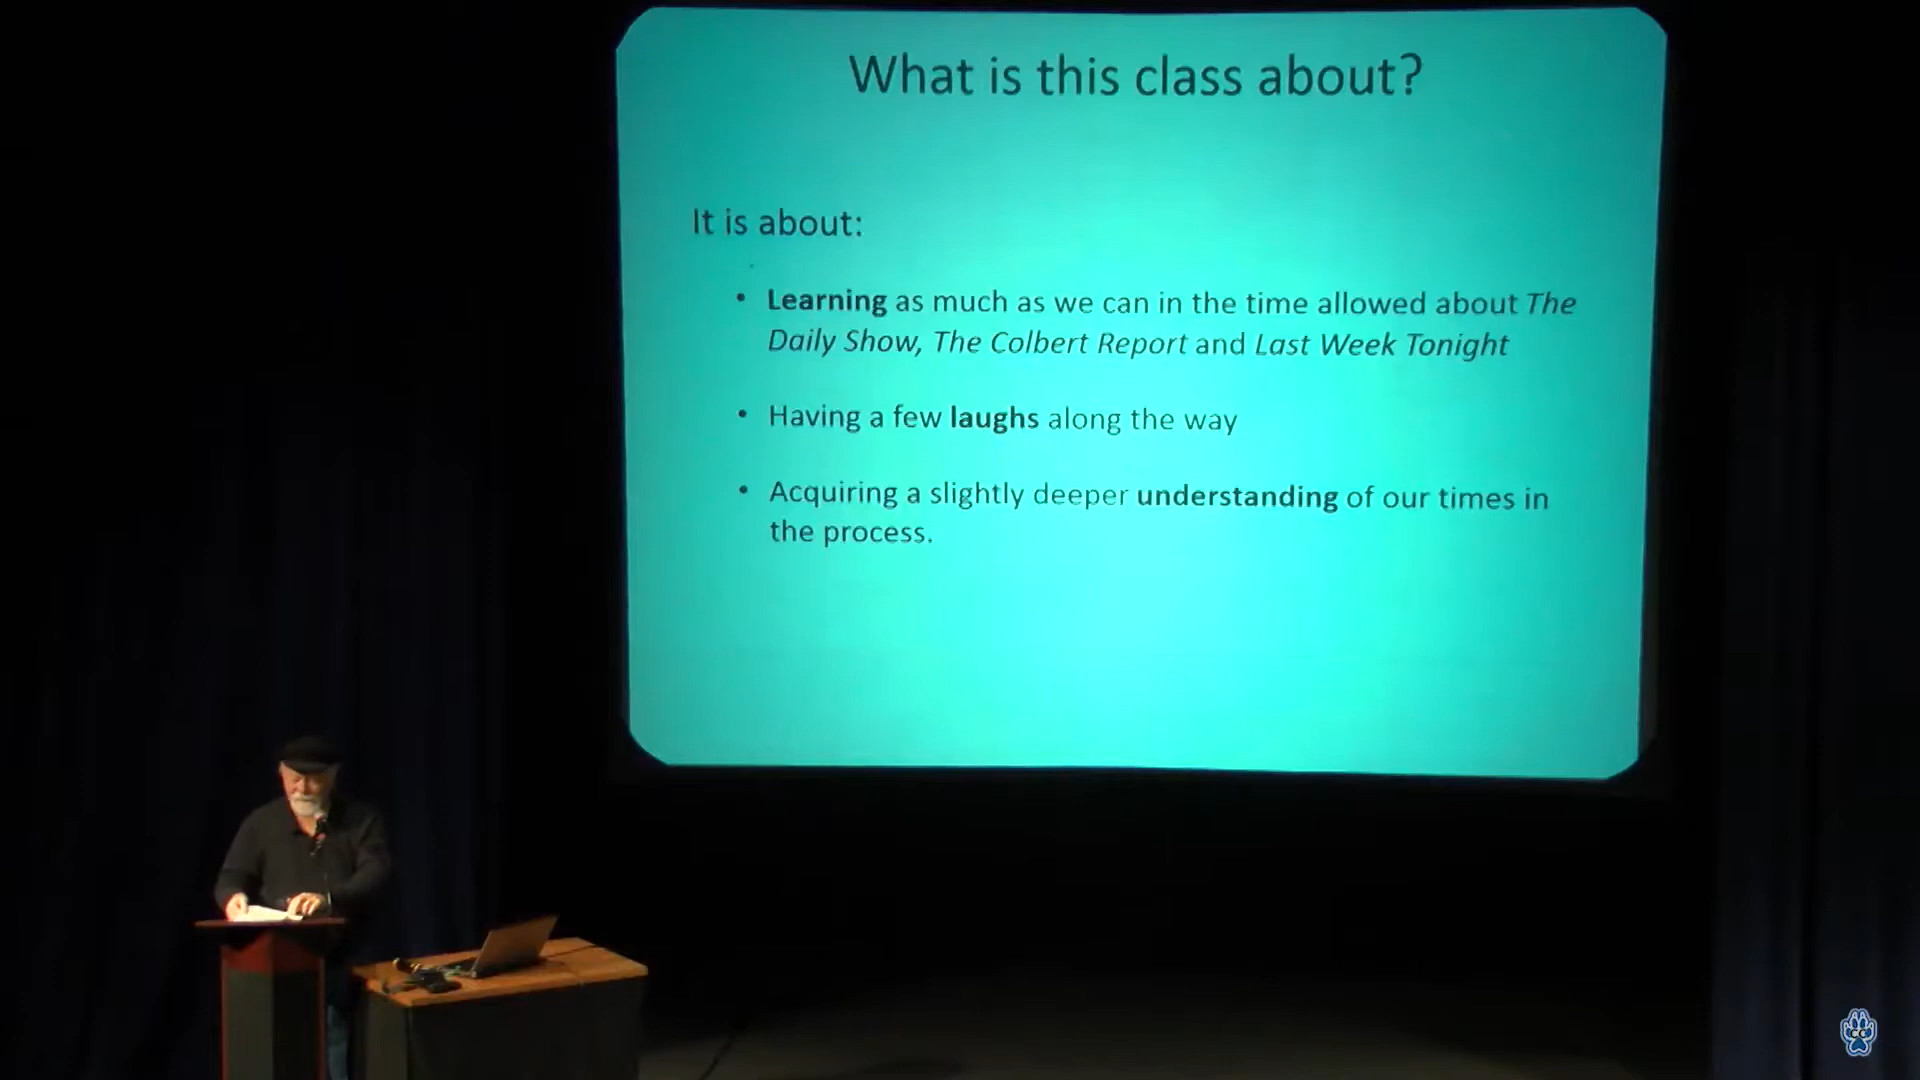 What is this class about?
It is about:
• Learning as much as we can in the time allowed about The
Daily Show, The Colbert Report and Last Week Tonight
• Having a few laughs along the way
• Acquiring a slightly deeper understanding of our times in
the process.